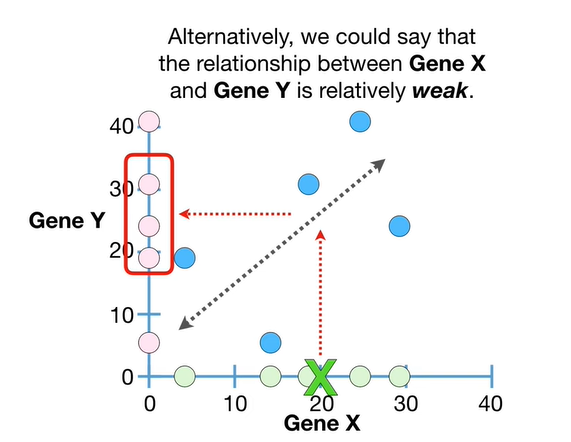 Alternatively, we could say that
the relationship between Gene X
and Gene Y is relatively weak.
40
30
Gene Y
20
10
0
X
0 10 20 30 40
Gene X